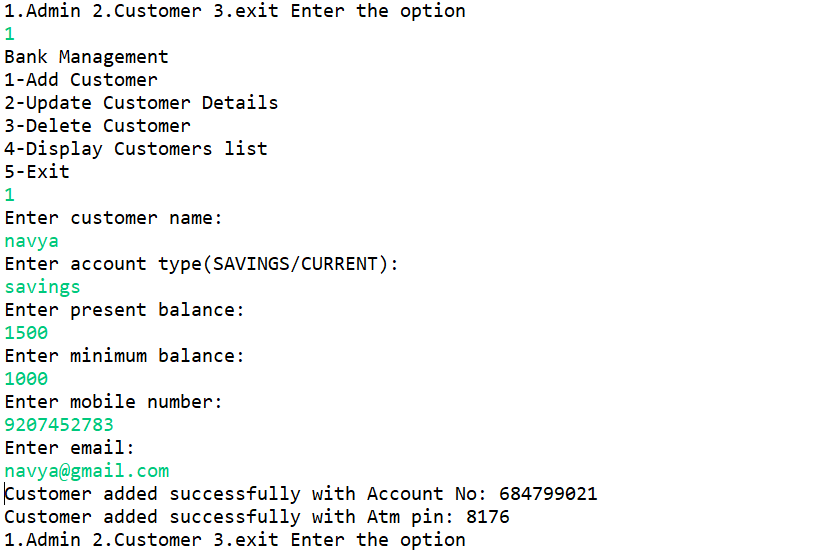 1.Admin 2.Customer 3.exit Enter the option
1
Bank Management
1-Add Customer
2-Update Customer Details
3-Delete Customer
4-Display Customers list
5-Exit
1
Enter customer name:
navya
Enter account type(SAVINGS/CURRENT):
savings
Enter present balance:
1500
Enter minimum balance:
1000
Enter mobile number:
9207452783
Enter email:
navya@gmail.com
Customer added successfully with Account No: 684799021
Customer added successfully with Atm pin: 8176
1.Admin 2.Customer 3.exit Enter the option